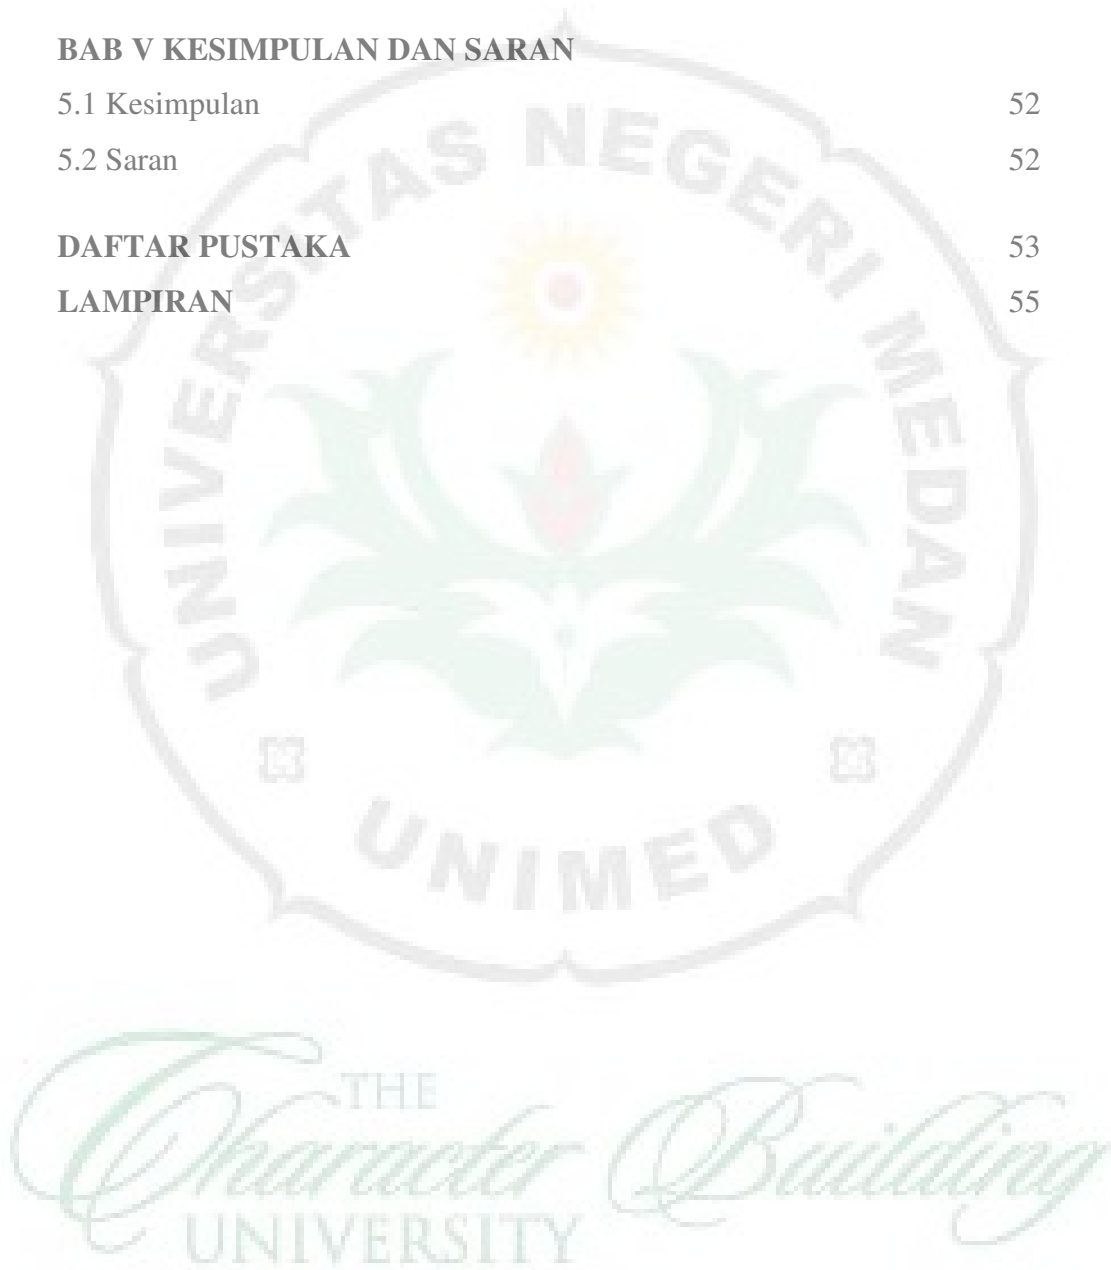 BAB V KESIMPULAN DAN SARAN
5.1 Kesimpulan 52
5.2 Saran 52
DAFTAR PUSTAKA 53
LAMPIRAN 55
UNIVERSITAS NEGERI MEDAN
UNIMED
THE
Character Building
UNIVERSITY